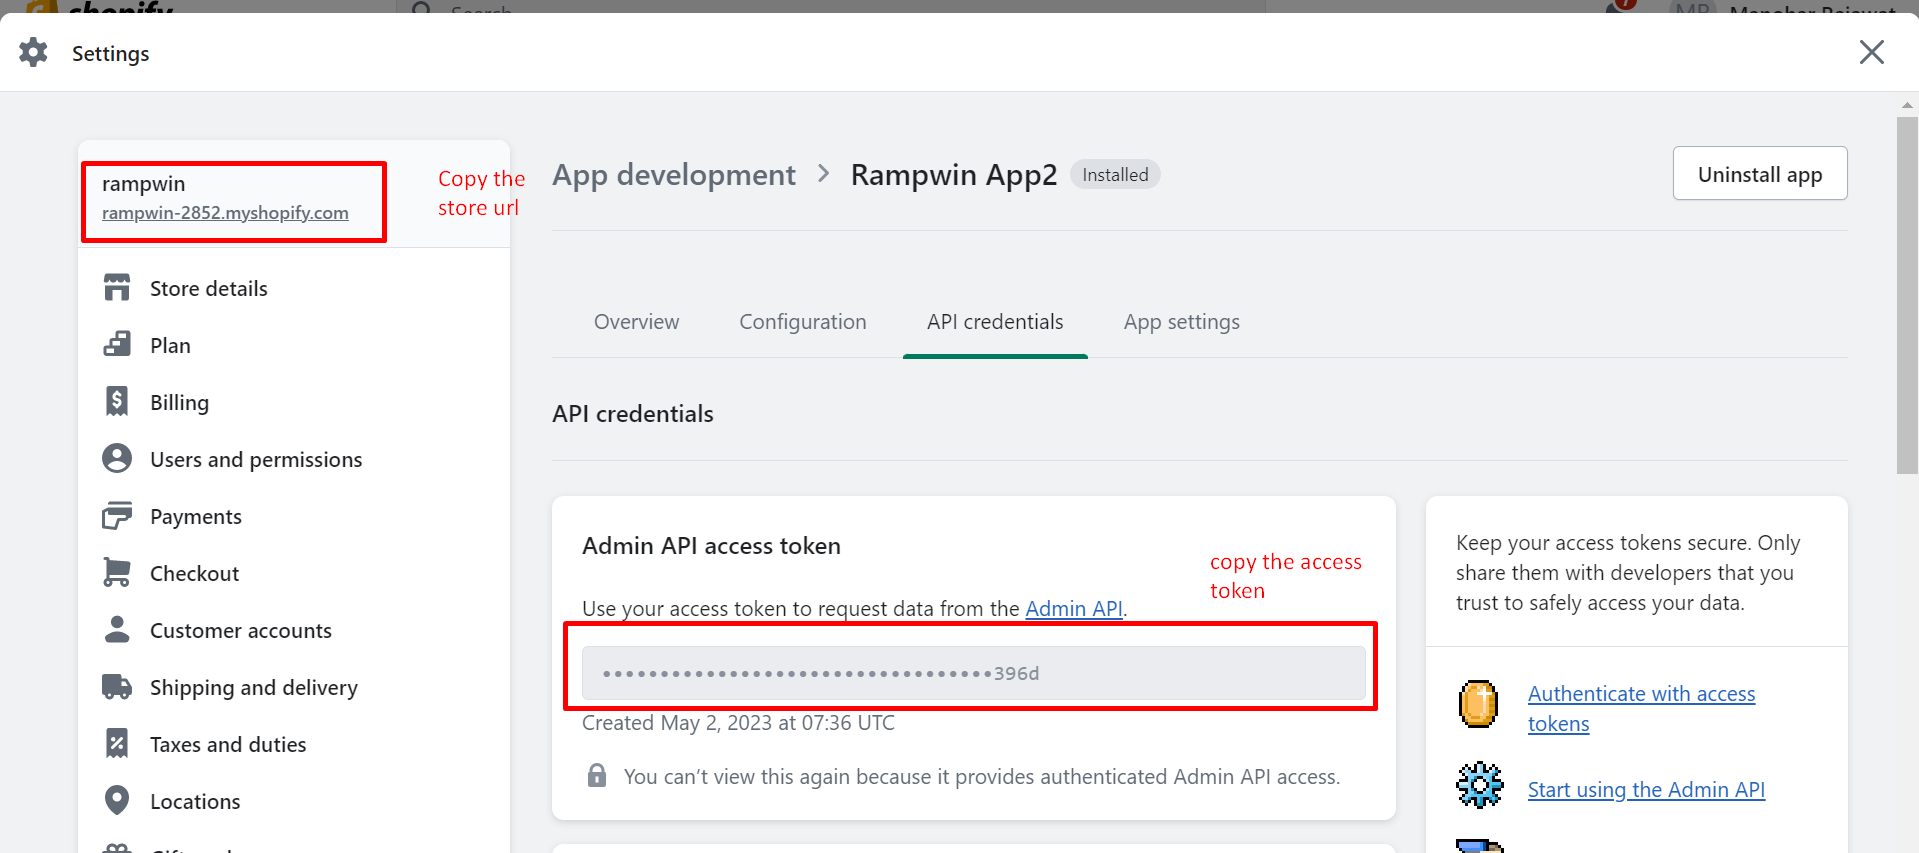 shopify
Search
7
MR
Settings
rampwin
rampwin-2852.myshopify.com
Copy the
store url
App development
Rampwin App2
Installed
Uninstall app
Store details
Plan
Billing
Users and permissions
Payments
Checkout
Customer accounts
Shipping and delivery
Taxes and duties
Locations
Overview
Configuration
API credentials
App settings
API credentials
Admin API access token
copy the access
token
Use your access token to request data from the Admin API.
••••••••••••••••••••••••••••••••••396d
Created May 2, 2023 at 07:36 UTC
You can’t view this again because it provides authenticated Admin API access.
Keep your access tokens secure. Only
share them with developers that you
trust to safely access your data.
Authenticate with access
tokens
Start using the Admin API